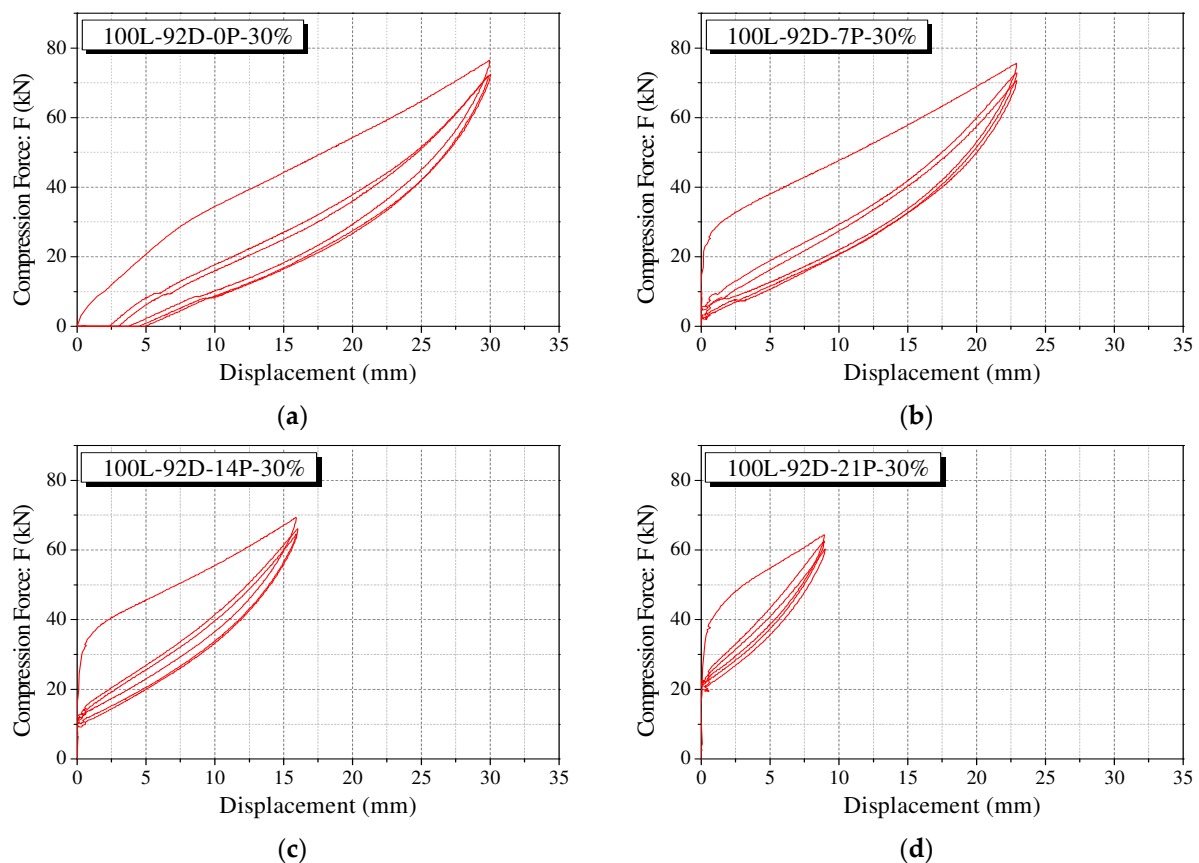 100L-92D-0P-30%
Compression Force: F (kN)
80
60
40
20
0
0 5 10 15 20 25 30 35
Displacement (mm)
(a)
100L-92D-7P-30%
Compression Force: F (kN)
80
60
40
20
0
0 5 10 15 20 25 30 35
Displacement (mm)
(b)
100L-92D-14P-30%
Compression Force: F (kN)
80
60
40
20
0
0 5 10 15 20 25 30 35
Displacement (mm)
(c)
100L-92D-21P-30%
Compression Force: F (kN)
80
60
40
20
0
0 5 10 15 20 25 30 35
Displacement (mm)
(d)